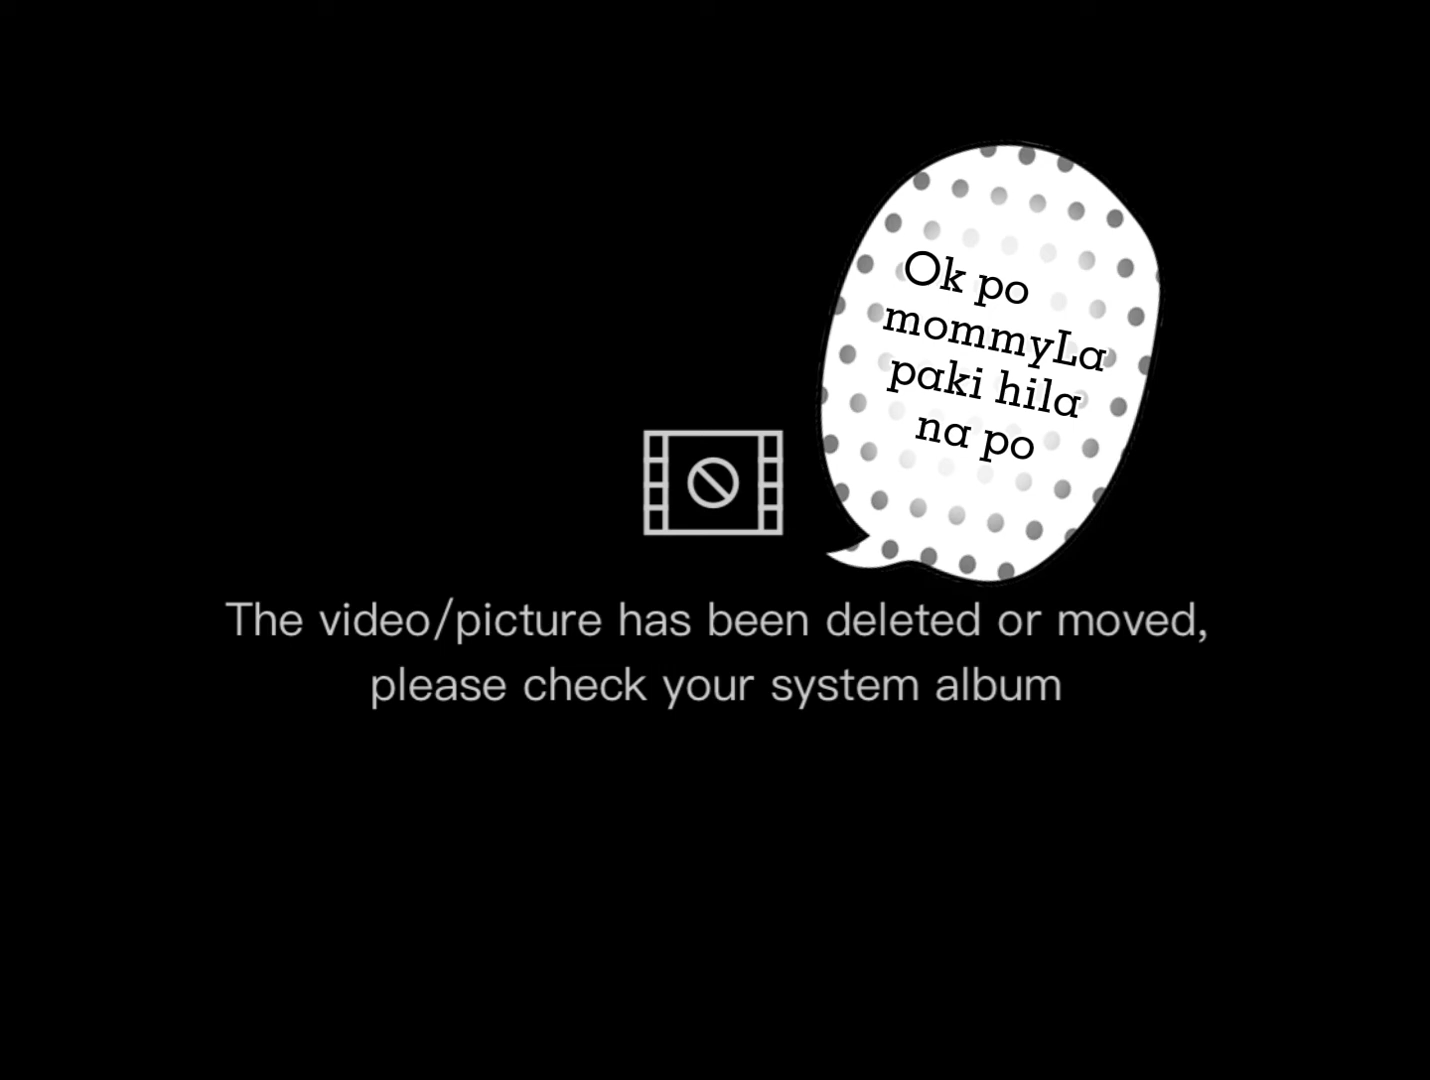 Ok po
mommyLa
paki hila
na po
The video/picture has been deleted or moved,
please check your system album